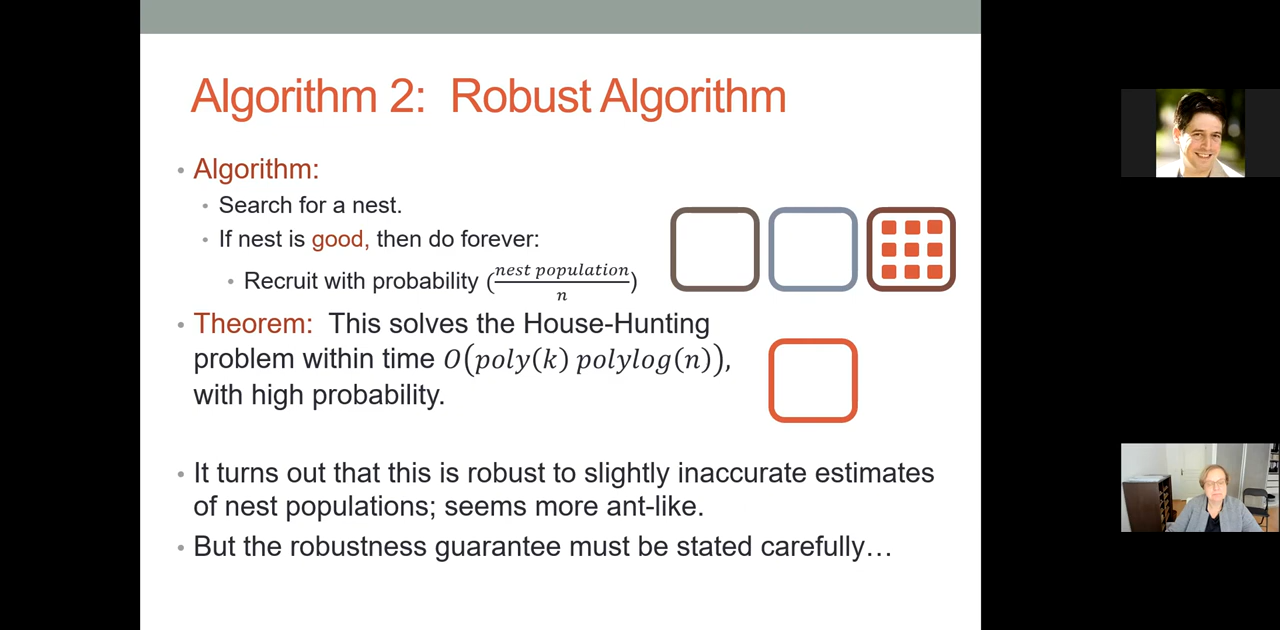 Algorithm 2: Robust Algorithm
• Algorithm:
• Search for a nest.
• If nest is good, then do forever:
• Recruit with probability (nest population/n)
• Theorem: This solves the House-Hunting
problem within time O(poly(k) polylog(n)),
with high probability.
• It turns out that this is robust to slightly inaccurate estimates
of nest populations; seems more ant-like.
• But the robustness guarantee must be stated carefully…